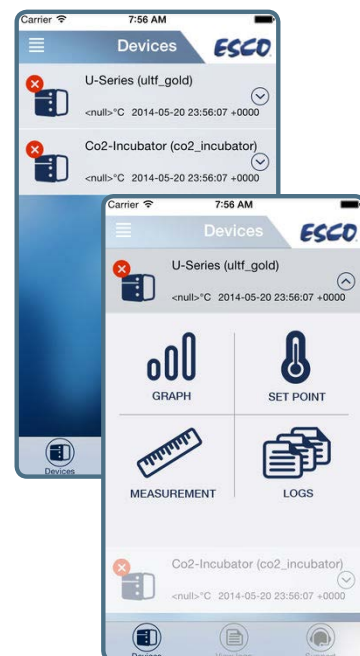 Carrier 7:56 AM
Devices ESCO
U-Series (ultf_gold)
<null>°C 2014-05-20 23:56:07 +0000
Co2-Incubator (co2_incubator)
<null>°C 2014-05-20 23:56:07 +0000
Devices
Carrier 7:56 AM
Devices ESCO
U-Series (ultf_gold)
<null>°C 2014-05-20 23:56:07 +0000
GRAPH SET POINT
MEASUREMENT LOGS
Co2-Incubator (co2_incubator)
<null>°C 2014-05-20 23:56:07 +0000
Devices